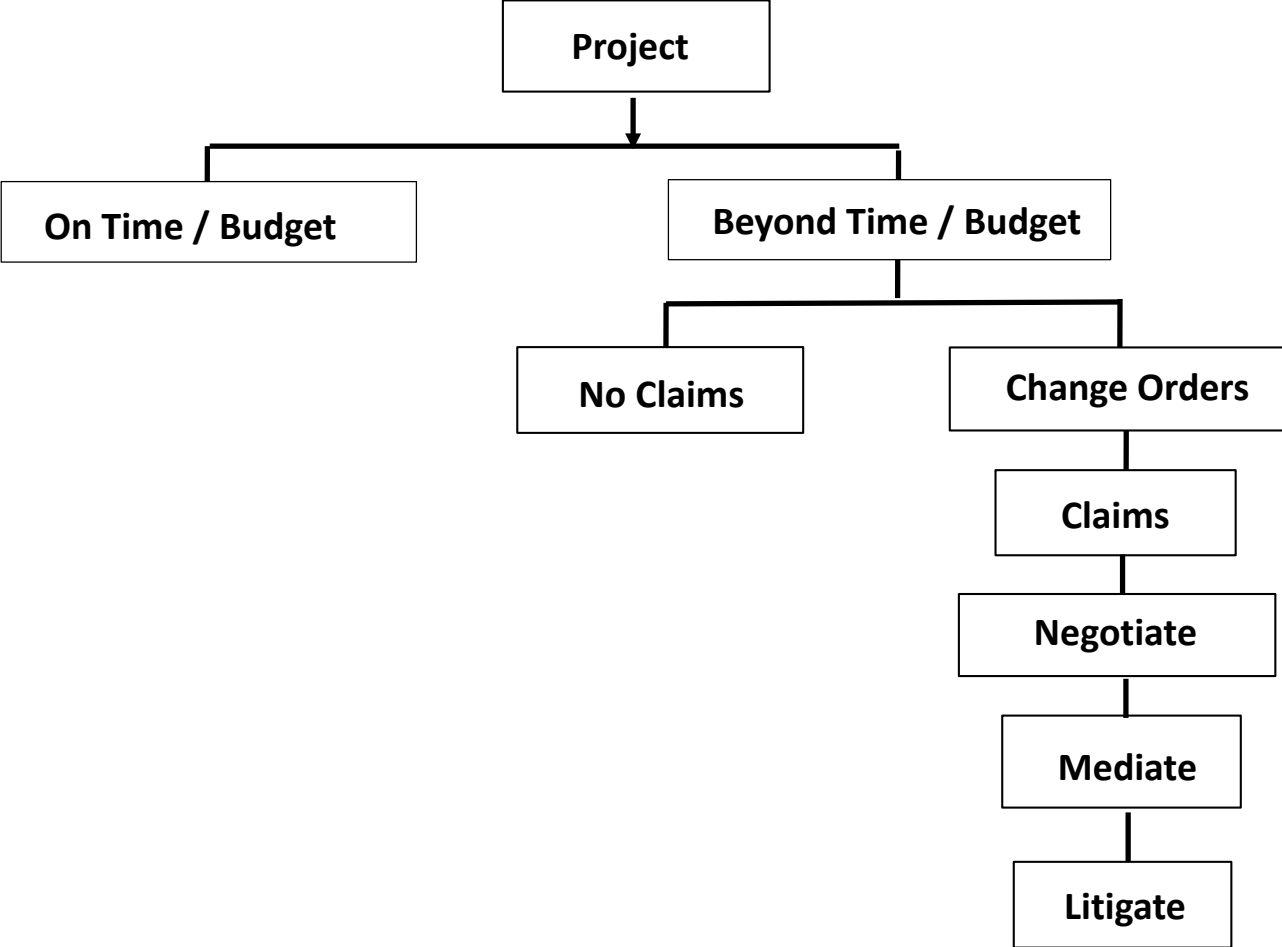 Project
On Time / Budget
Beyond Time / Budget
No Claims
Change Orders
Claims
Negotiate
Mediate
Litigate